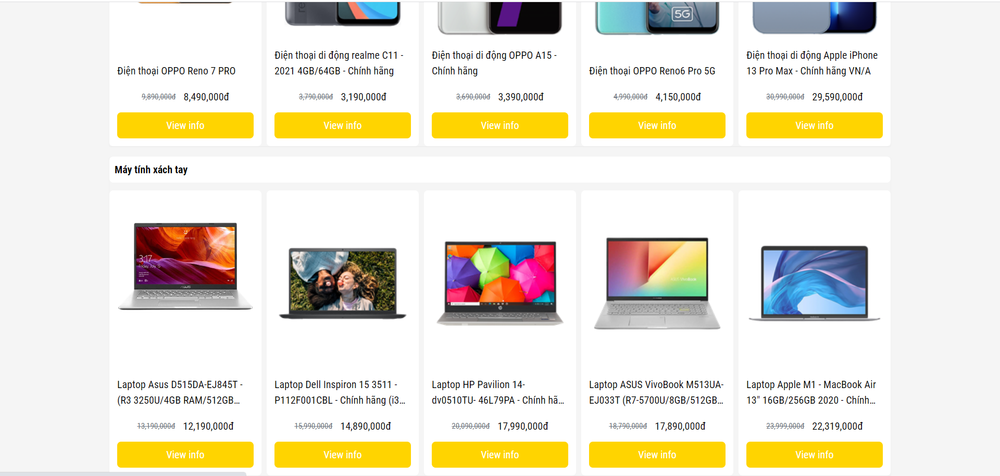 5G
Điện thoại OPPO Reno 7 PRO
9,890,000đ 8,490,000đ
View info
Điện thoại di động realme C11 -
2021 4GB/64GB - Chính hãng
3,790,000đ 3,190,000đ
View info
Điện thoại di động OPPO A15 -
Chính hãng
3,690,000đ 3,390,000đ
View info
Điện thoại OPPO Reno6 Pro 5G
4,990,000đ 4,150,000đ
View info
Điện thoại di động Apple iPhone
13 Pro Max - Chính hãng VN/A
30,990,000đ 29,590,000đ
View info
Máy tính xách tay
3:17
Friday, July 15
ASUS
Laptop Asus D515DA-EJ845T -
(R3 3250U/4GB RAM/512GB...
13,190,000đ 12,190,000đ
View info
Laptop Dell Inspiron 15 3511 -
P112F001CBL - Chính hãng (i3...
15,990,000đ 14,890,000đ
View info
Laptop HP Pavilion 14-
dv0510TU- 46L79PA - Chính hã...
20,090,000đ 17,990,000đ
View info
ASUS VivoBook
Laptop ASUS VivoBook M513UA-
EJ033T (R7-5700U/8GB/512GB...
18,790,000đ 17,890,000đ
View info
Laptop Apple M1 - MacBook Air
13" 16GB/256GB 2020 - Chính...
23,999,000đ 22,319,000đ
View info